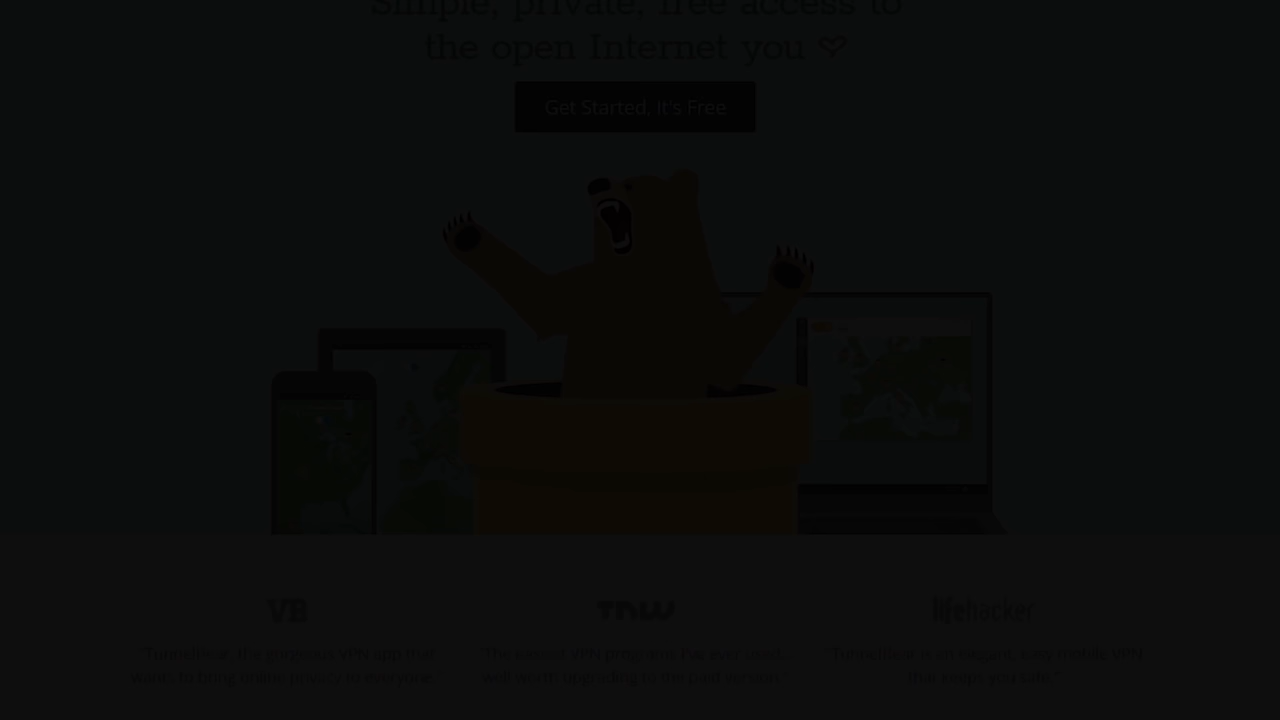 Simple, private, free access to
the open Internet you ♡
Get Started. It's Free
VB
TNW
lifehacker
"TunnelBear, the gorgeous VPN app that
wants to bring online privacy to everyone."
"The easiest VPN programs I've ever used...
well worth upgrading to the paid version."
"TunnelBear is an elegant, easy mobile VPN
that keeps you safe."